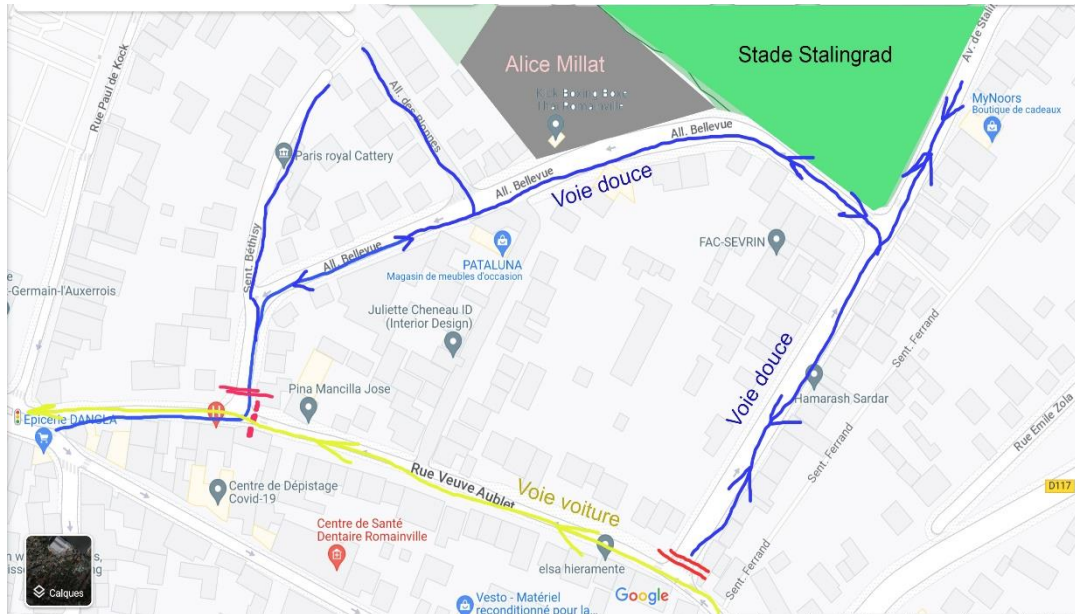 Stade Stalingrad
Alice Millat
Av. de Stalin
Rue Paul de Kock
All. des Blonnes
MyNoors
Boutique de cadeaux
Paris royal Cattery
All. Bellevue
All. Bellevue
All. Bellevue
Voie douce
Sent. Béthisy
FAC-SEVRIN
PATALUNA
Magasin de meubles d'occasion
-Germain-l'Auxerrois
Juliette Cheneau ID
(Interior Design)
Voie douce
Sent. Ferrand
Pina Mancilla Jose
Hamarash Sardar
Epicerie DANGLA
Sent. Ferrand
Rue Emile Zola
Rue Veuve Aublet
D117
Centre de Dépistage
Covid-19
Voie voiture
Centre de Santé
Dentaire Romainville
elsa hieramente
Sent. Ferrand
Calques
Google
Vesto - Matériel
reconditionné pour la...